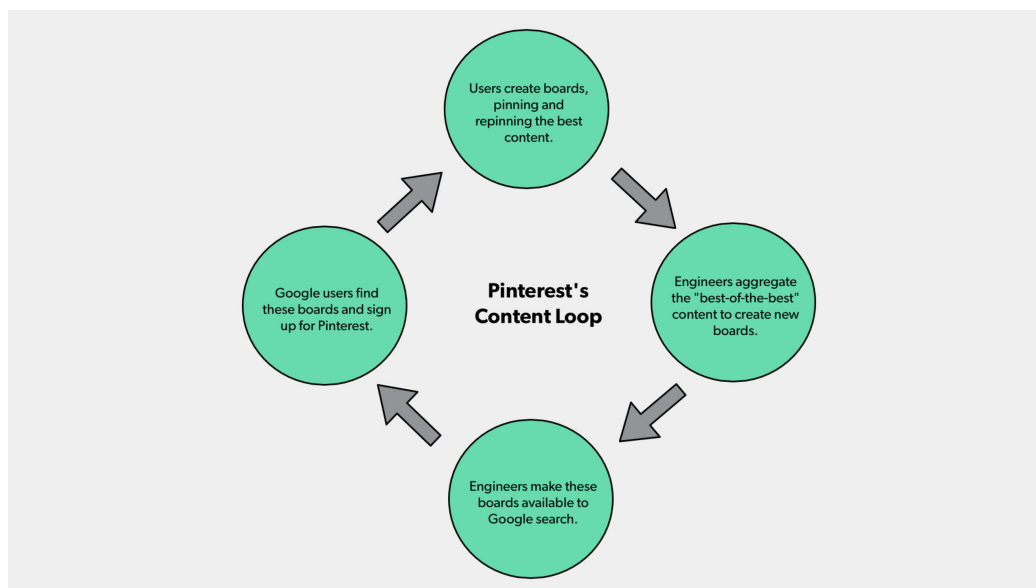 Users create boards,
pinning and
repinning the best
content.
Engineers aggregate
the "best-of-the-best"
content to create new
boards.
Pinterest's
Content Loop
Google users find
these boards and sign
up for Pinterest.
Engineers make these
boards available to
Google search.